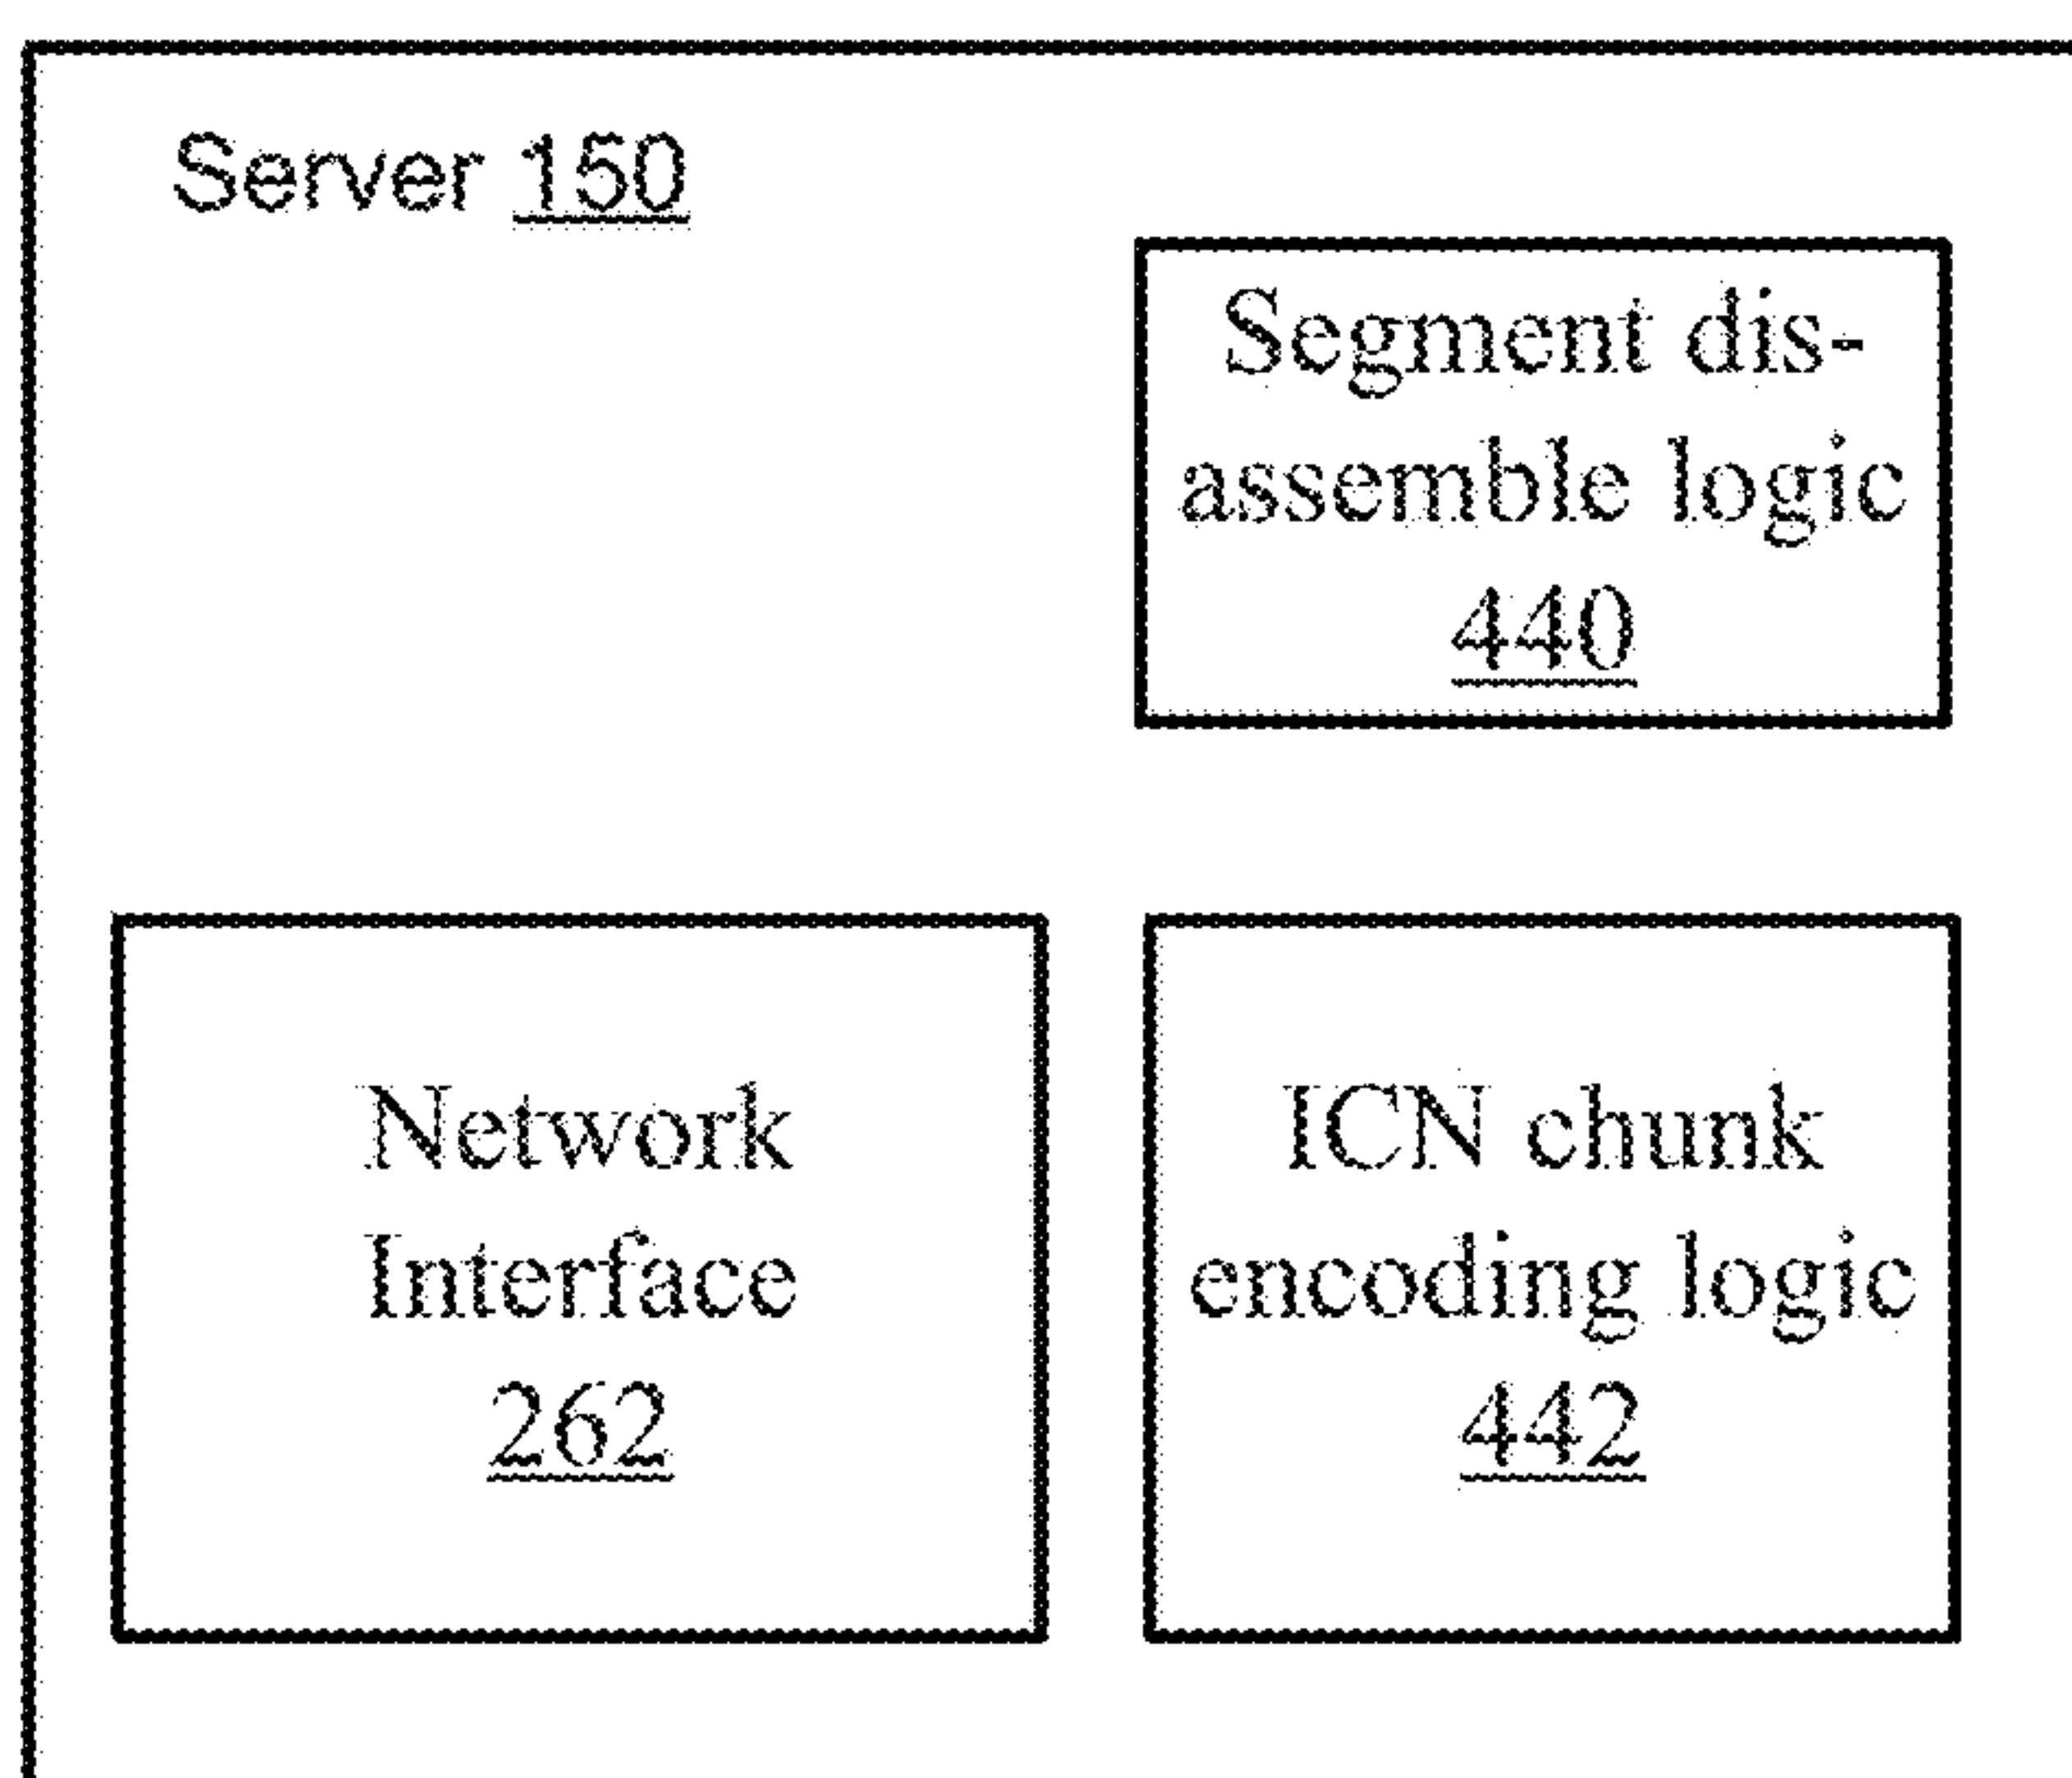 Server 150
Segment dis-
assemble logic
440
Network
Interface
262
ICN chunk
encoding logic
442